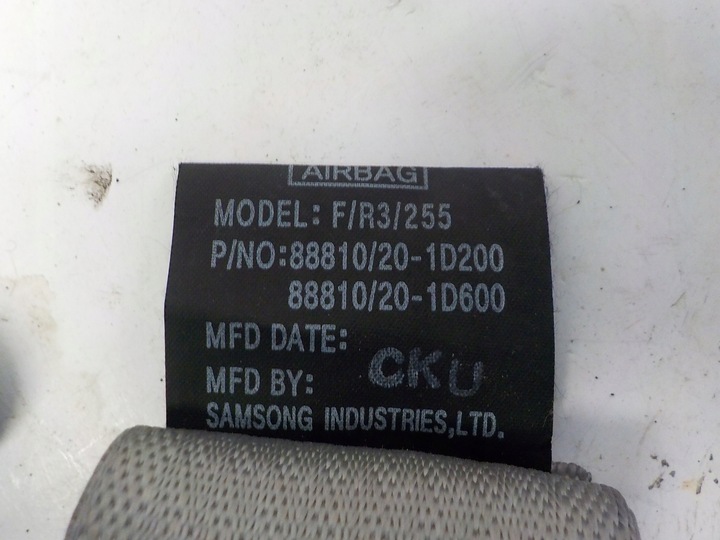 AIRBAG
MODEL: F/R3/255
P/NO:88810/20-1D200
88810/20-1D600
MFD DATE:
CKU
MFD BY:
SAMSONG INDUSTRIES,LTD.